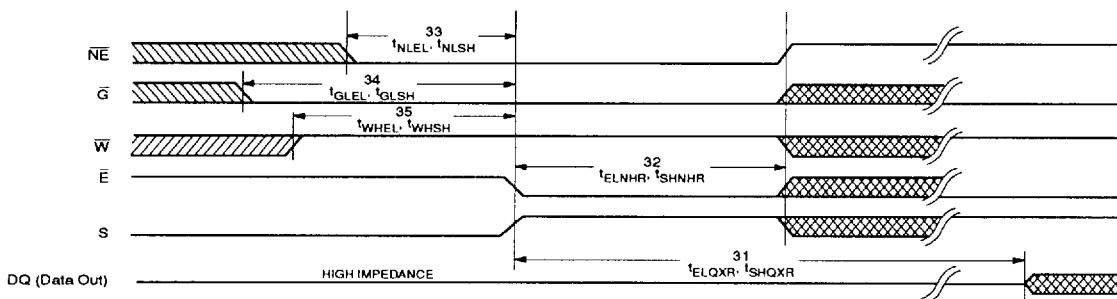 33
tNLEL, tNLSH
NE
34
G
tGLEL, tGLSH
35
tWHEL, tWHSH
W
32
E
tELNHR, tSHNHR
S
31
HIGH IMPEDANCE
tELQXR, tSHQXR
DQ (Data Out)